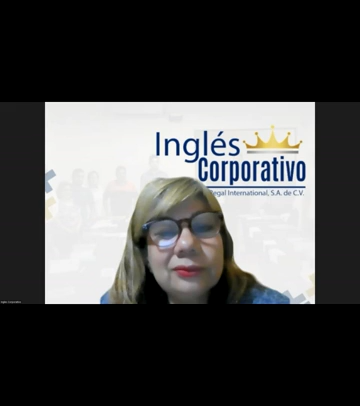 Inglés
Corporativo
Regal International, S.A. de C.V.